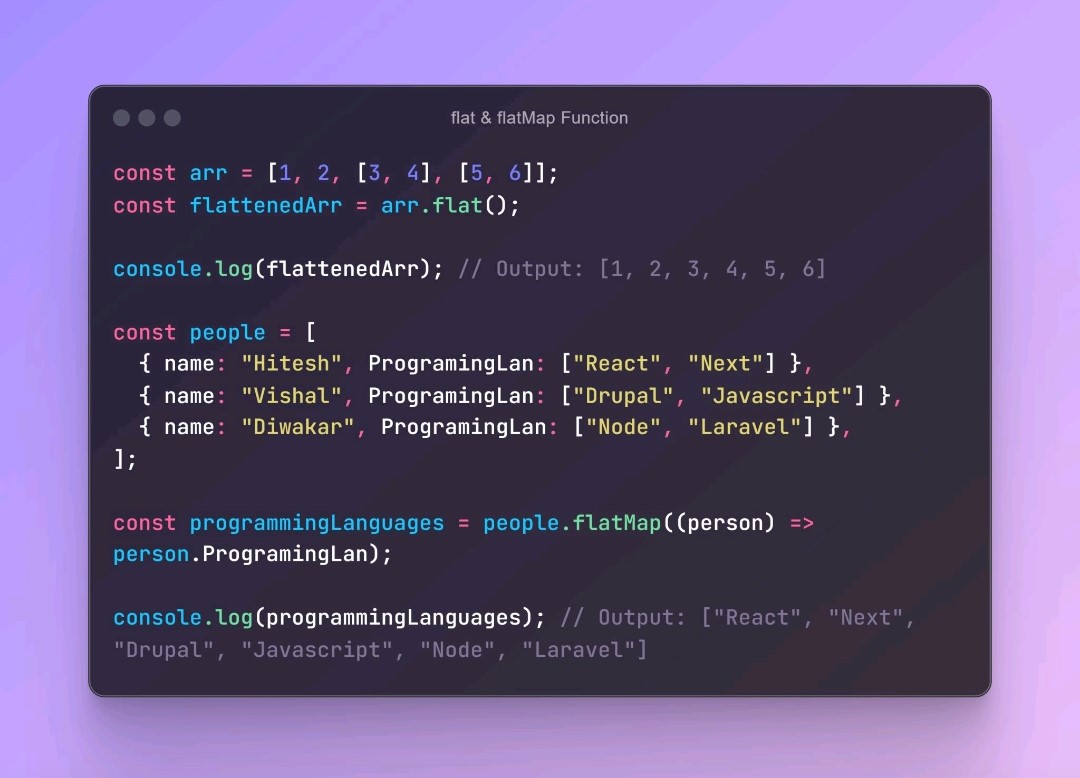 flat & flatMap Function
const arr = [1, 2, [3, 4], [5, 6]];
const flattenedArr = arr.flat();
console.log(flattenedArr); // Output: [1, 2, 3, 4, 5, 6]
const people = [
  { name: "Hitesh", ProgramingLan: ["React", "Next"] },
  { name: "Vishal", ProgramingLan: ["Drupal", "Javascript"] },
  { name: "Diwakar", ProgramingLan: ["Node", "Laravel"] },
];
const programmingLanguages = people.flatMap((person) =>
person.ProgramingLan);
console.log(programmingLanguages); // Output: ["React", "Next",
"Drupal", "Javascript", "Node", "Laravel"]